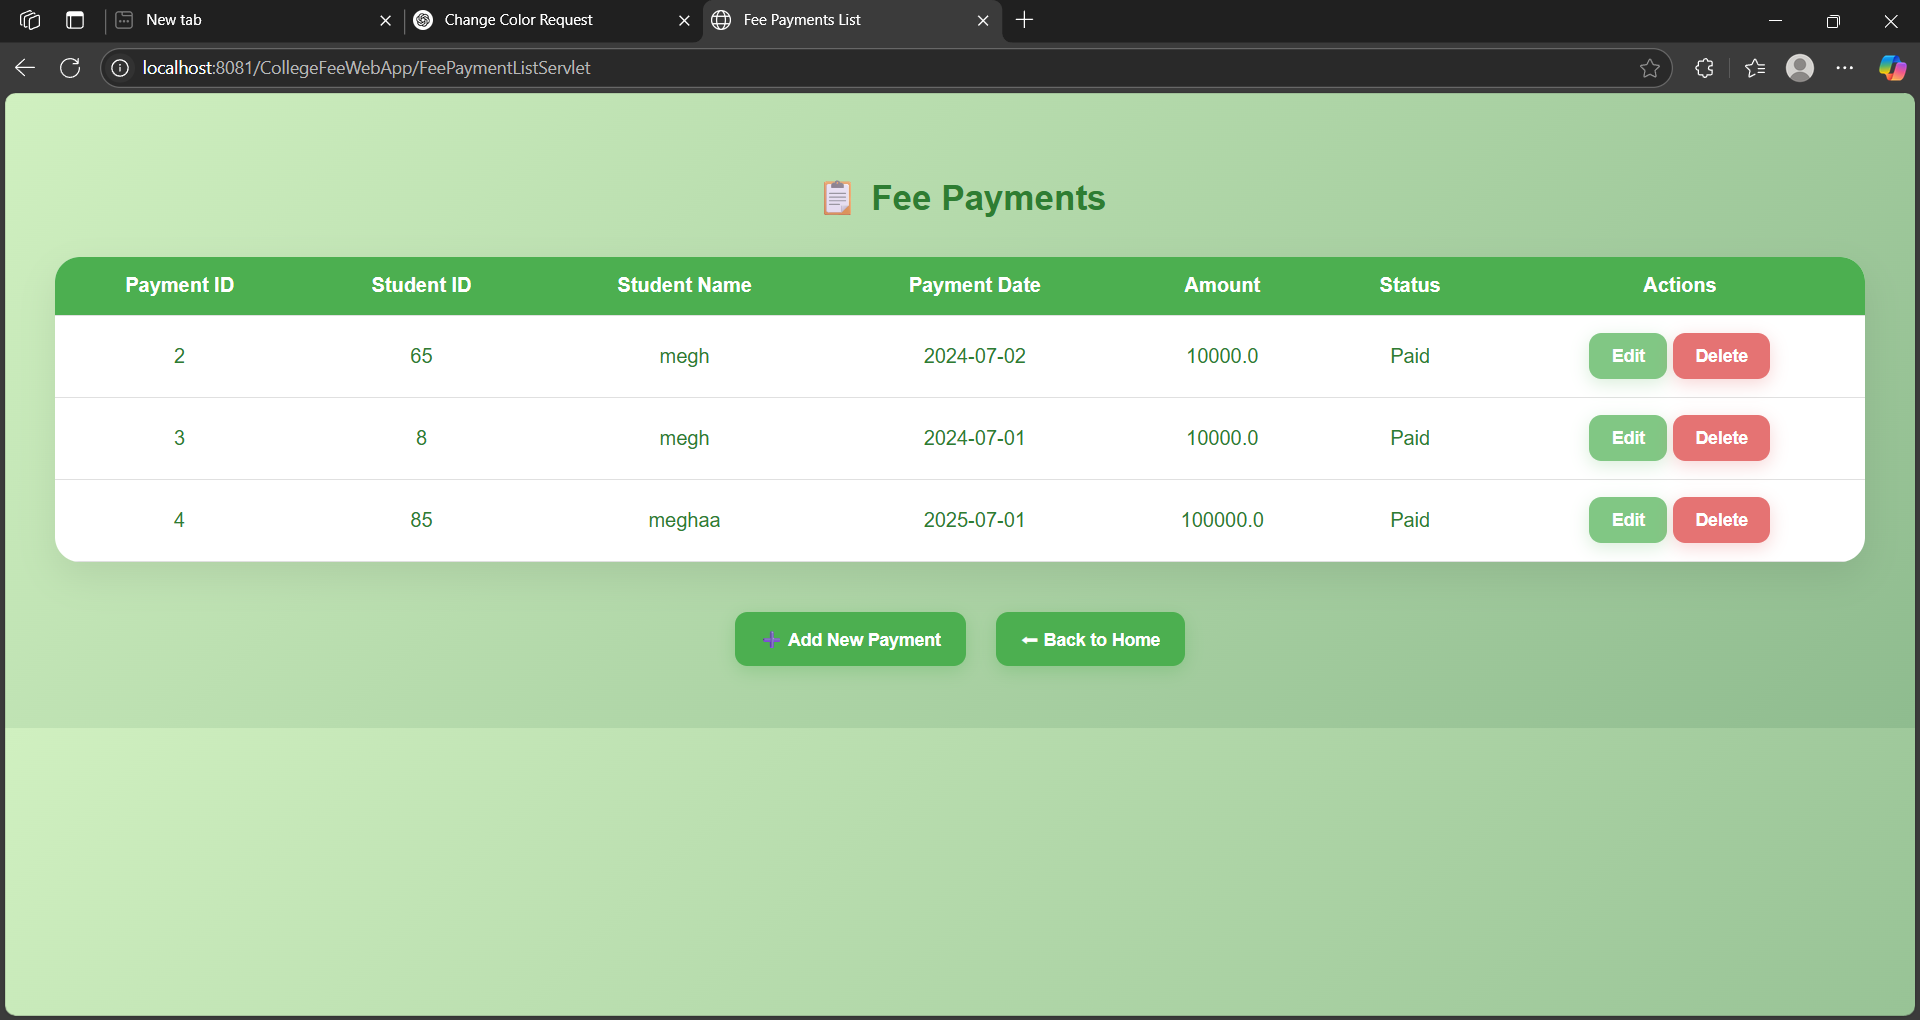 New tab
Change Color Request
Fee Payments List
localhost:8081/CollegeFeeWebApp/FeePaymentListServlet
📋 Fee Payments
Payment ID Student ID Student Name Payment Date Amount Status Actions
2 65 megh 2024-07-02 10000.0 Paid Edit Delete
3 8 megh 2024-07-01 10000.0 Paid Edit Delete
4 85 meghaa 2025-07-01 100000.0 Paid Edit Delete
➕ Add New Payment
⬅ Back to Home